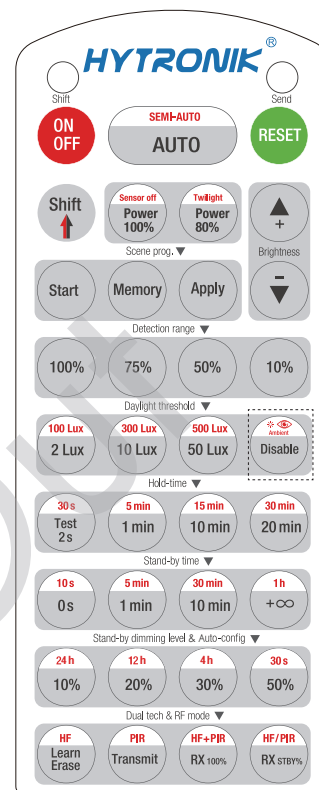 HYTRONIK®
Shift
Send
ON
OFF
SEMI-AUTO
AUTO
RESET
Shift
Sensor off
Power
100%
Twilight
Power
80%
+
Brightness
−
Scene prog. ▼
Start
Memory
Apply
Detection range ▼
100%
75%
50%
10%
Daylight threshold ▼
100 Lux
2 Lux
300 Lux
10 Lux
500 Lux
50 Lux
Ambient
Disable
Hold-time ▼
30 s
Test
2 s
5 min
1 min
15 min
10 min
30 min
20 min
Stand-by time ▼
10 s
0 s
5 min
1 min
30 min
10 min
1 h
+∞
Stand-by dimming level & Auto-config ▼
24 h
10%
12 h
20%
4 h
30%
30 s
50%
Dual tech & RF mode ▼
HF
Learn
Erase
PIR
Transmit
HF+PIR
RX 100%
HF/PIR
RX STBY%